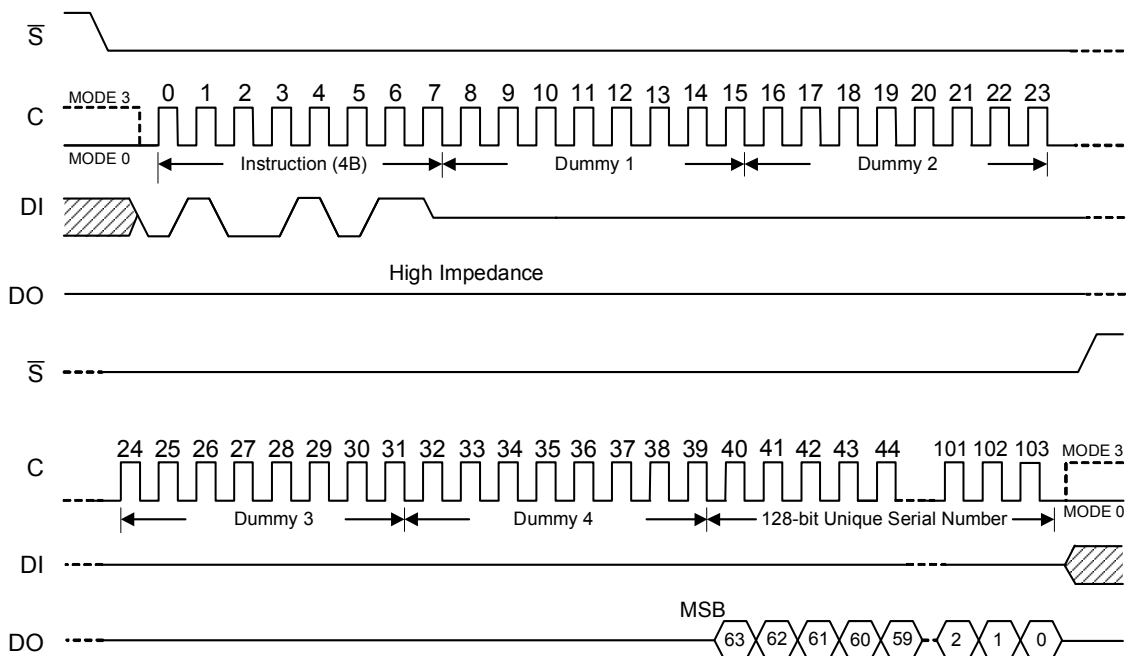 S
0 1 2 3 4 5 6 7 8 9 10 11 12 13 14 15 16 17 18 19 20 21 22 23
MODE 3
C
MODE 0
Instruction (4B) Dummy 1 Dummy 2
DI
High Impedance
DO
S
24 25 26 27 28 29 30 31 32 33 34 35 36 37 38 39 40 41 42 43 44 101 102 103
MODE 3
C
MODE 0
Dummy 3 Dummy 4 128-bit Unique Serial Number
DI
MSB
DO 63 62 61 60 59 2 1 0